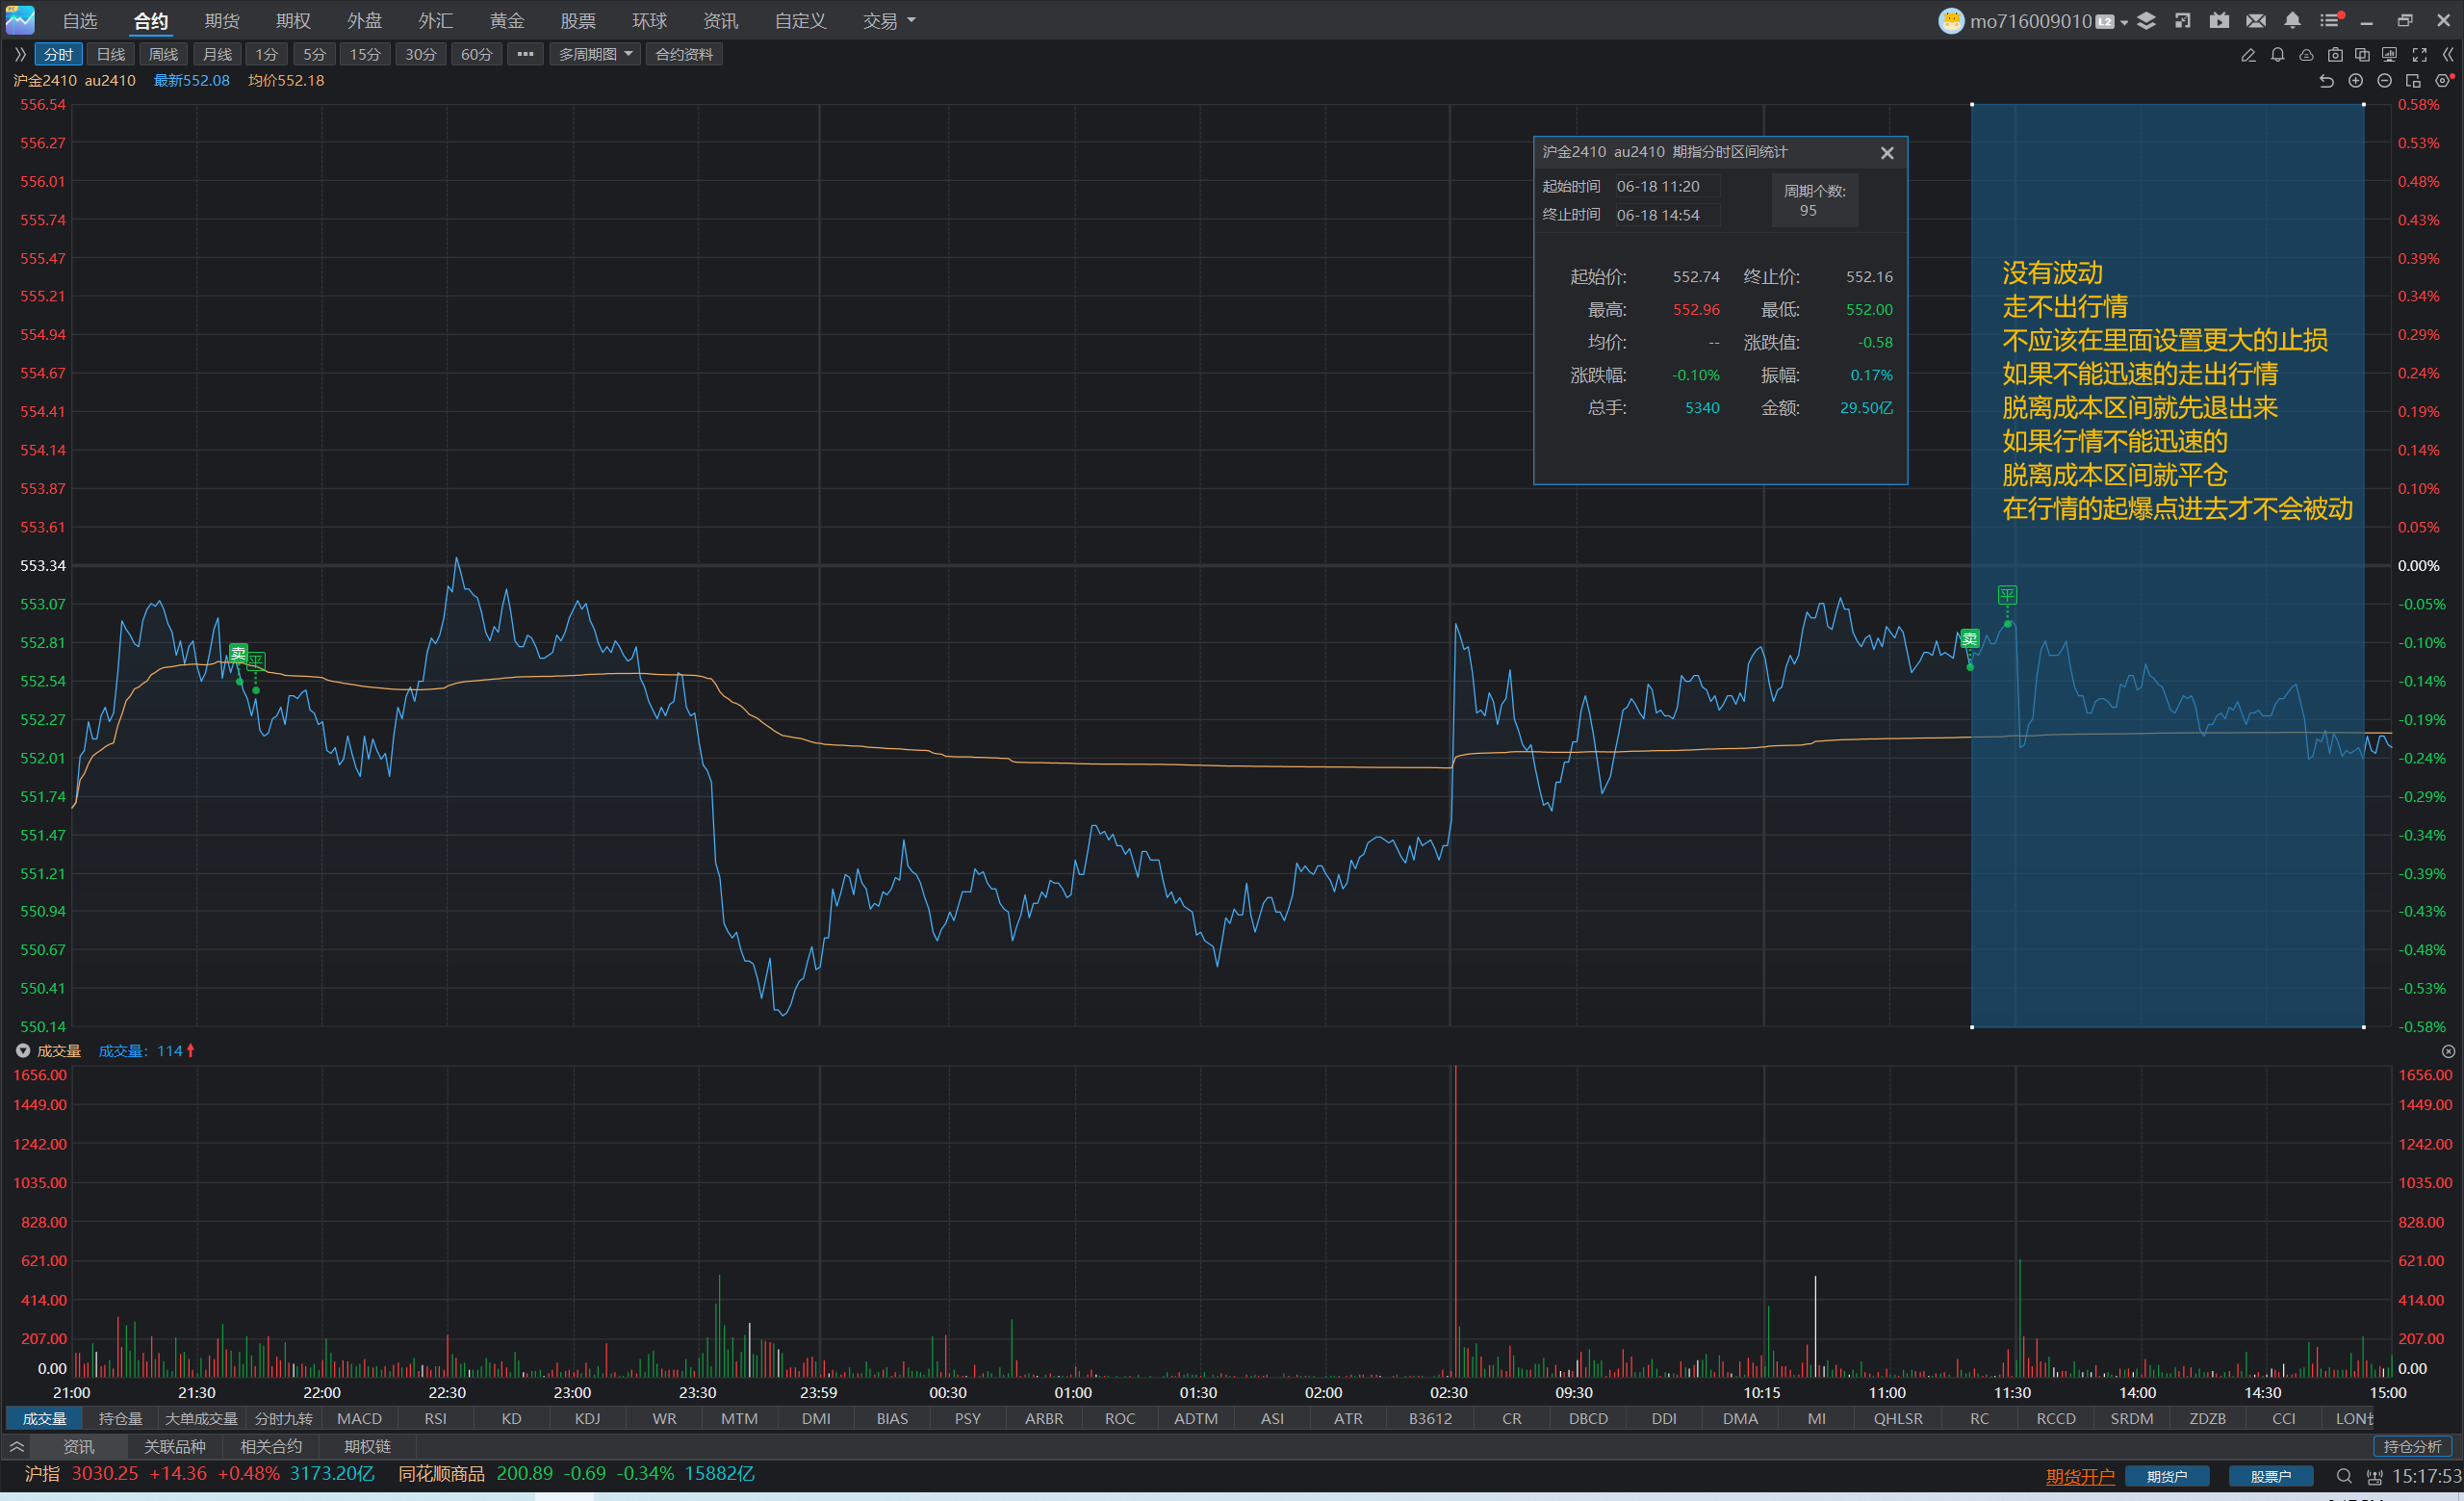 自选 合约 期货 期权 外盘 外汇 黄金 股票 环球 资讯 自定义 交易 mo716009010 L2
分时 日线 周线 月线 1分 5分 15分 30分 60分 ••• 多周期图 合约资料
沪金2410 au2410 最新552.08 均价552.18
556.54 0.58%
556.27 0.53%
556.01 0.48%
555.74 0.43%
555.47 0.39%
555.21 0.34%
554.94 0.29%
554.67 0.24%
554.41 0.19%
554.14 0.14%
553.87 0.10%
553.61 0.05%
553.34 0.00%
553.07 -0.05%
552.81 -0.10%
552.54 -0.14%
552.27 -0.19%
552.01 -0.24%
551.74 -0.29%
551.47 -0.34%
551.21 -0.39%
550.94 -0.43%
550.67 -0.48%
550.41 -0.53%
550.14 -0.58%
沪金2410 au2410 期指分时区间统计
起始时间 06-18 11:20
终止时间 06-18 14:54
周期个数:
95
起始价: 552.74 终止价: 552.16
最高: 552.96 最低: 552.00
均价: -- 涨跌值: -0.58
涨跌幅: -0.10% 振幅: 0.17%
总手: 5340 金额: 29.50亿
没有波动
走不出行情
不应该在里面设置更大的止损
如果不能迅速的走出行情
脱离成本区间就先退出来
如果行情不能迅速的
脱离成本区间就平仓
在行情的起爆点进去才不会被动
卖 平
卖 平
成交量 成交量: 114
1656.00 1656.00
1449.00 1449.00
1242.00 1242.00
1035.00 1035.00
828.00 828.00
621.00 621.00
414.00 414.00
207.00 207.00
0.00 0.00
21:00 21:30 22:00 22:30 23:00 23:30 23:59 00:30 01:00 01:30 02:00 02:30 09:30 10:15 11:00 11:30 14:00 14:30 15:00
成交量 持仓量 大单成交量 分时九转 MACD RSI KD KDJ WR MTM DMI BIAS PSY ARBR ROC ADTM ASI ATR B3612 CR DBCD DDI DMA MI QHLSR RC RCCD SRDM ZDZB CCI
资讯 关联品种 相关合约 期权链 持仓分析
沪指 3030.25 +14.36 +0.48% 3173.20亿 同花顺商品 200.89 -0.69 -0.34% 15882亿 期货开户 期货户 股票户 15:17:53